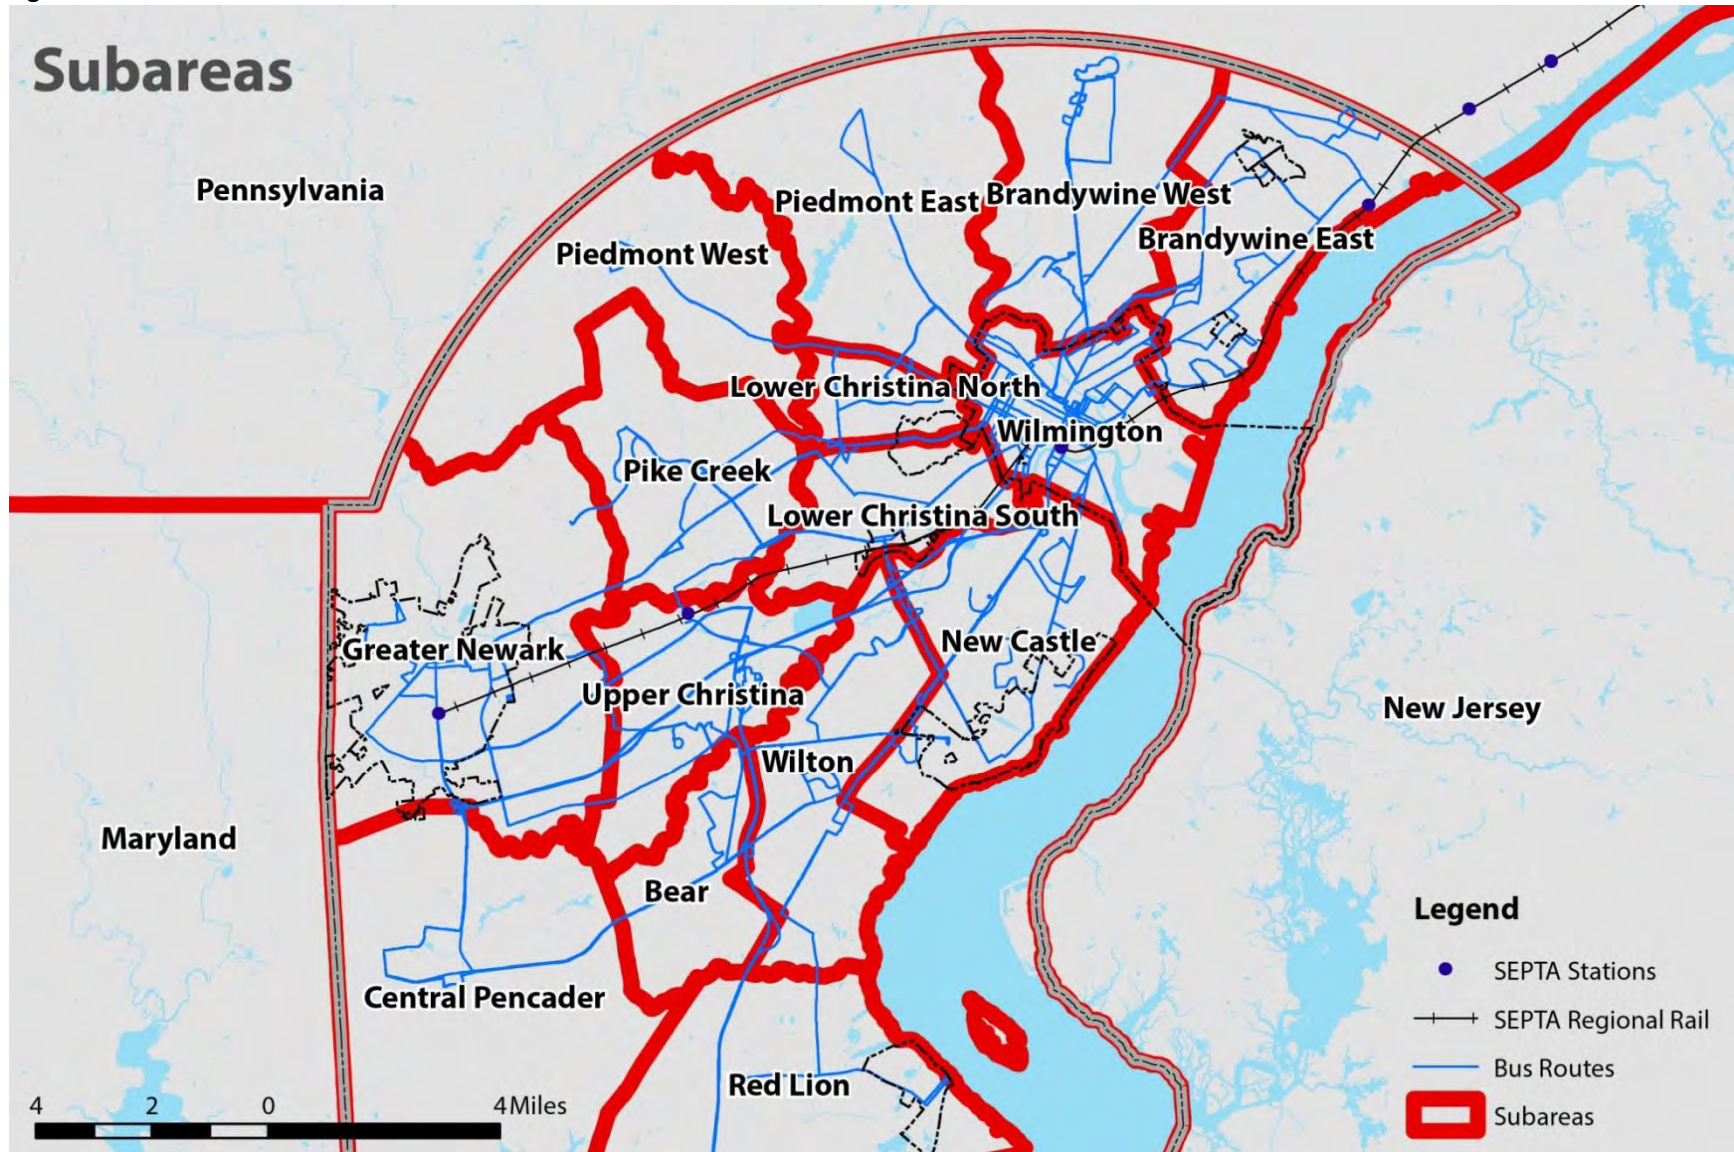 Subareas
Pennsylvania
Piedmont East
Brandywine West
Brandywine East
Piedmont West
Lower Christina North
Wilmington
Pike Creek
Lower Christina South
Greater Newark
New Castle
Upper Christina
New Jersey
Wilton
Maryland
Bear
Central Pencader
Red Lion
Legend
SEPTA Stations
SEPTA Regional Rail
Bus Routes
Subareas
4 2 0 4 Miles